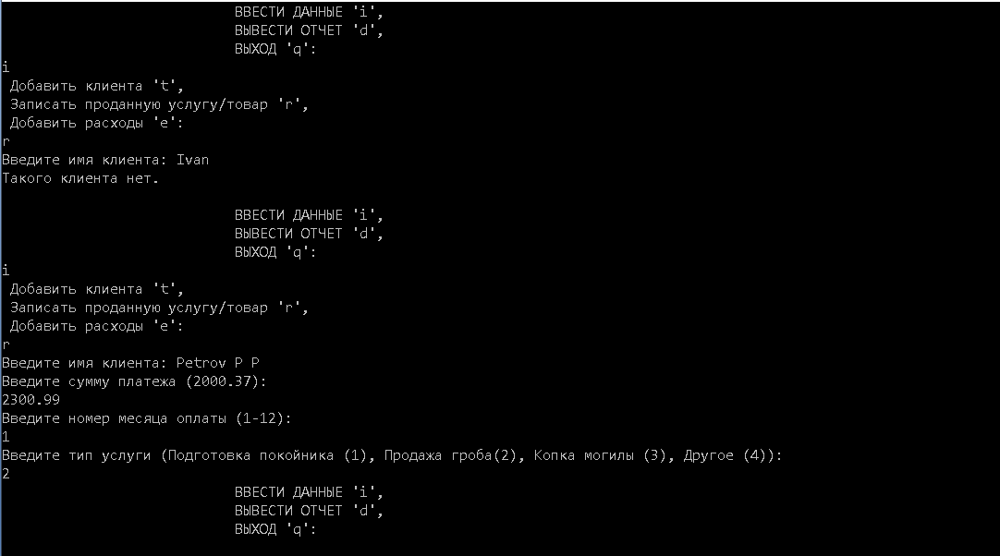 ВВЕСТИ ДАННЫЕ 'i',
ВЫВЕСТИ ОТЧЕТ 'd',
ВЫХОД 'q':
i
Добавить клиента 't',
Записать проданную услугу/товар 'r',
Добавить расходы 'e':
r
Введите имя клиента: Ivan
Такого клиента нет.
ВВЕСТИ ДАННЫЕ 'i',
ВЫВЕСТИ ОТЧЕТ 'd',
ВЫХОД 'q':
i
Добавить клиента 't',
Записать проданную услугу/товар 'r',
Добавить расходы 'e':
r
Введите имя клиента: Petrov P P
Введите сумму платежа (2000.37):
2300.99
Введите номер месяца оплаты (1-12):
1
Введите тип услуги (Подготовка покойника (1), Продажа гроба(2), Копка могилы (3), Другое (4)):
2
ВВЕСТИ ДАННЫЕ 'i',
ВЫВЕСТИ ОТЧЕТ 'd',
ВЫХОД 'q':